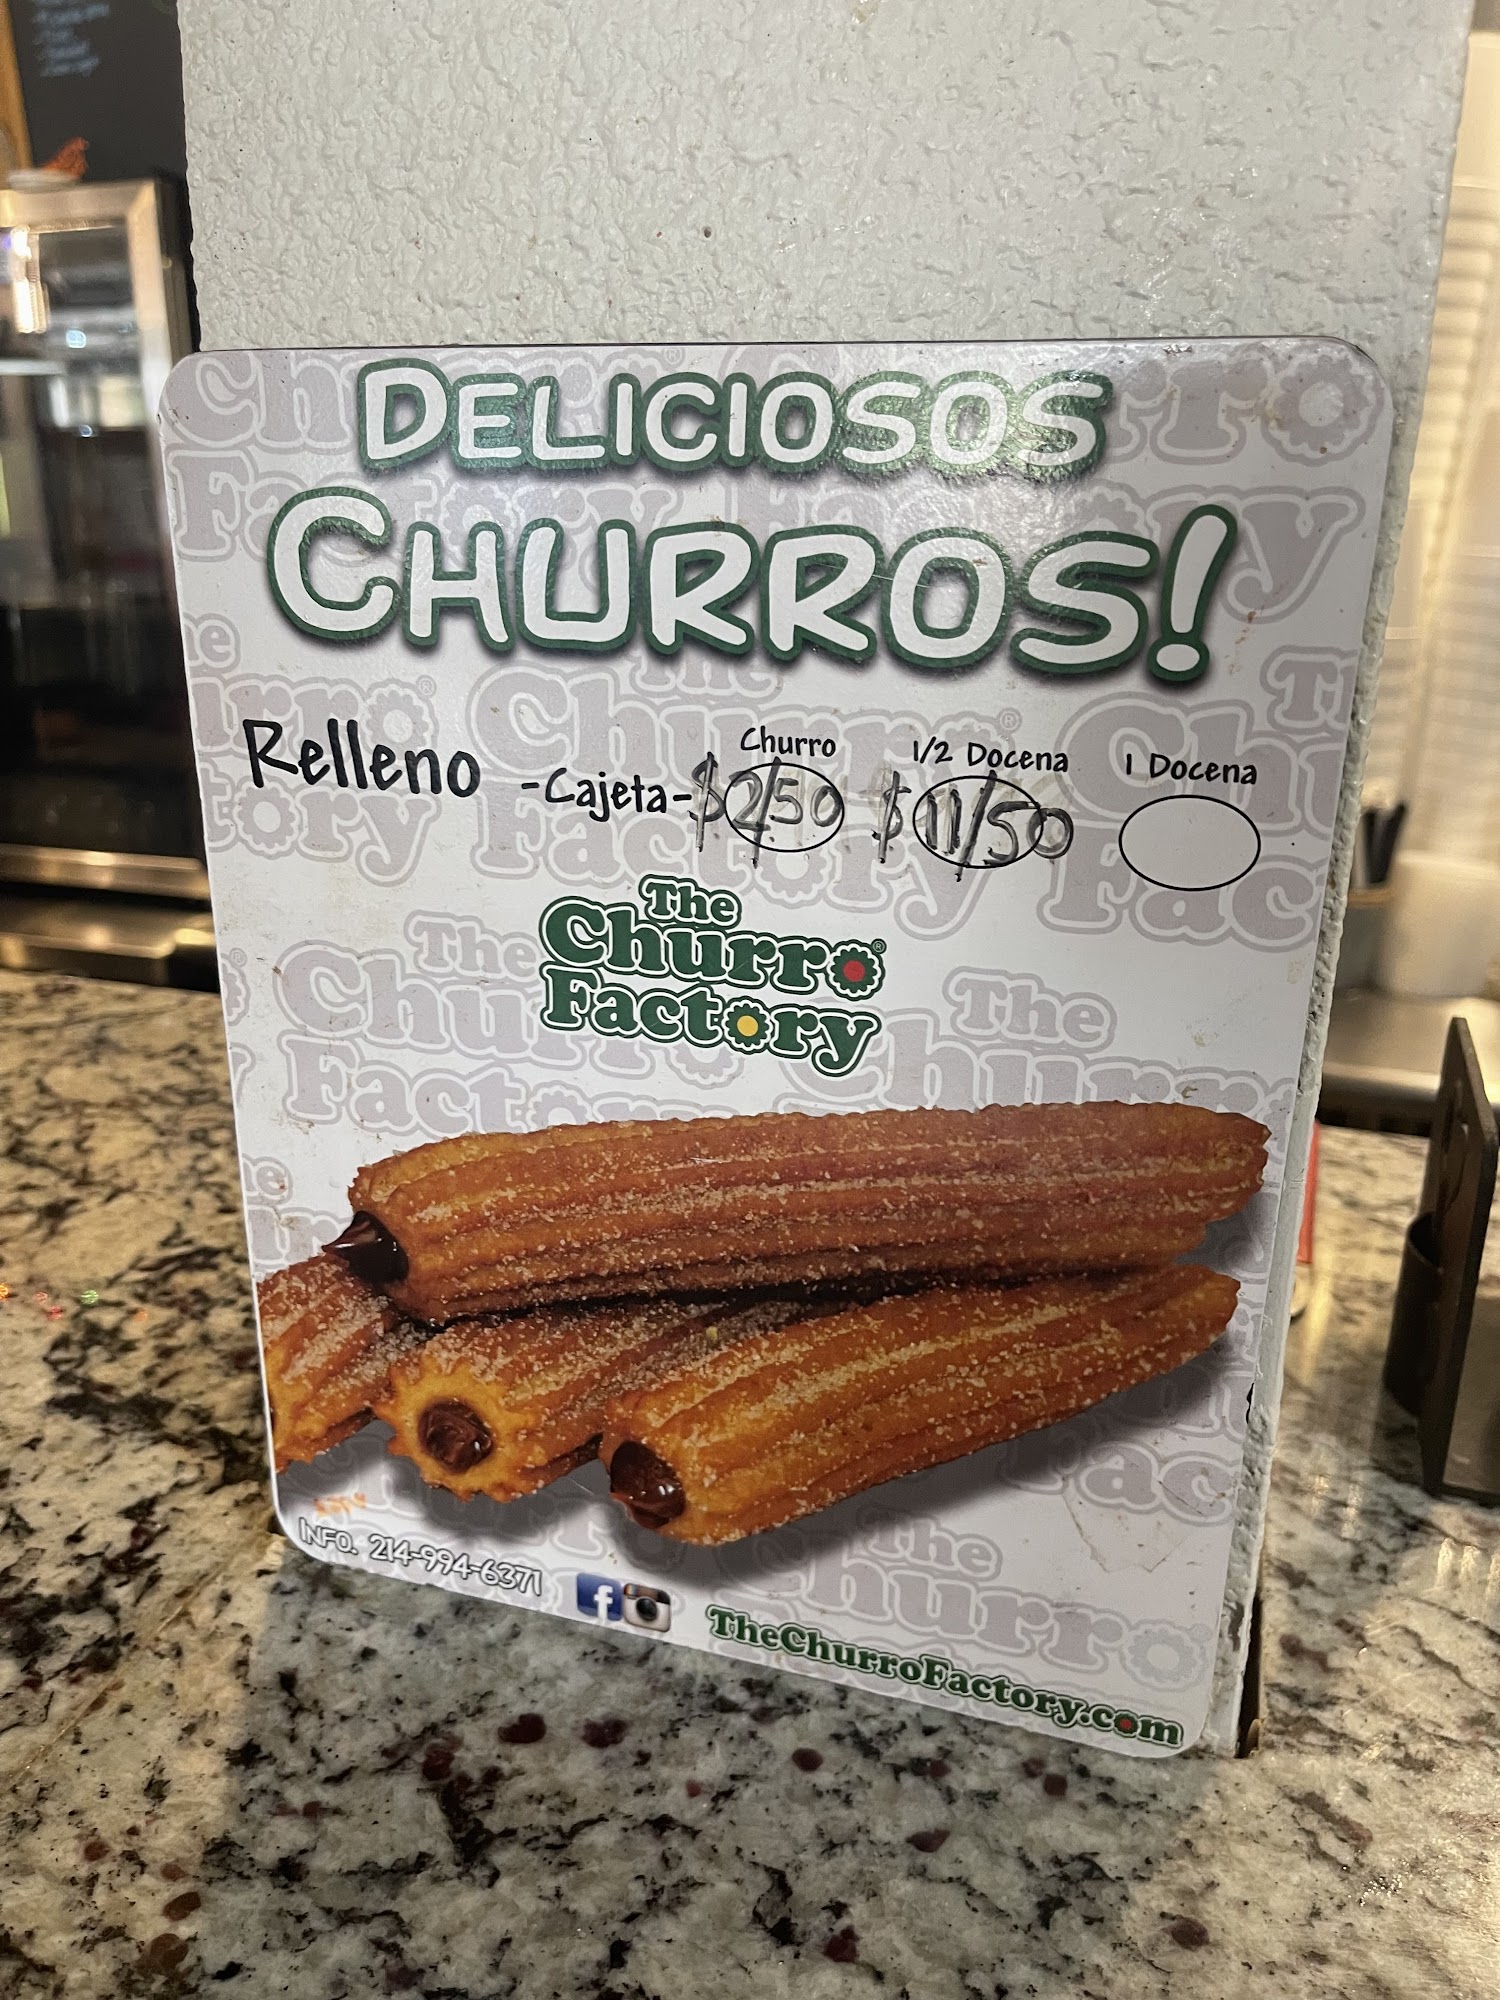 DELICIOSOS
CHURROS!
Relleno -Cajeta-
Churro 1/2 Docena 1 Docena
$2/50 $11/50
The
Churro®
Factory
INFO. 214-994-6371
TheChurroFactory.com